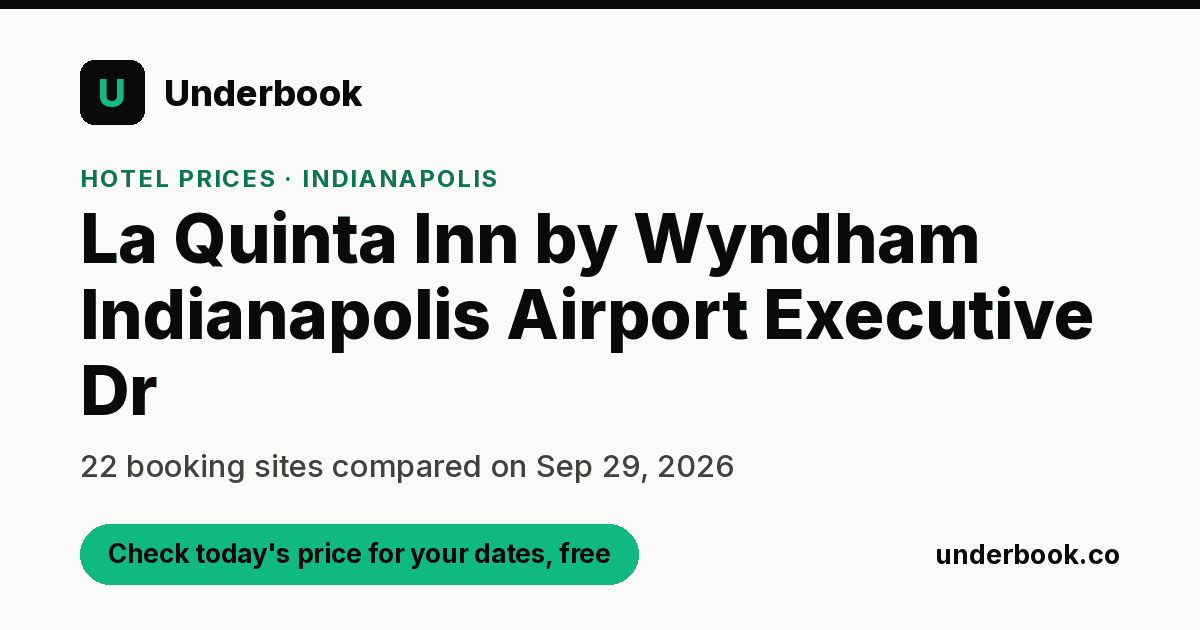 U Underbook
HOTEL PRICES · INDIANAPOLIS
La Quinta Inn by Wyndham
Indianapolis Airport Executive
Dr
22 booking sites compared on Sep 29, 2026
Check today's price for your dates, free
underbook.co